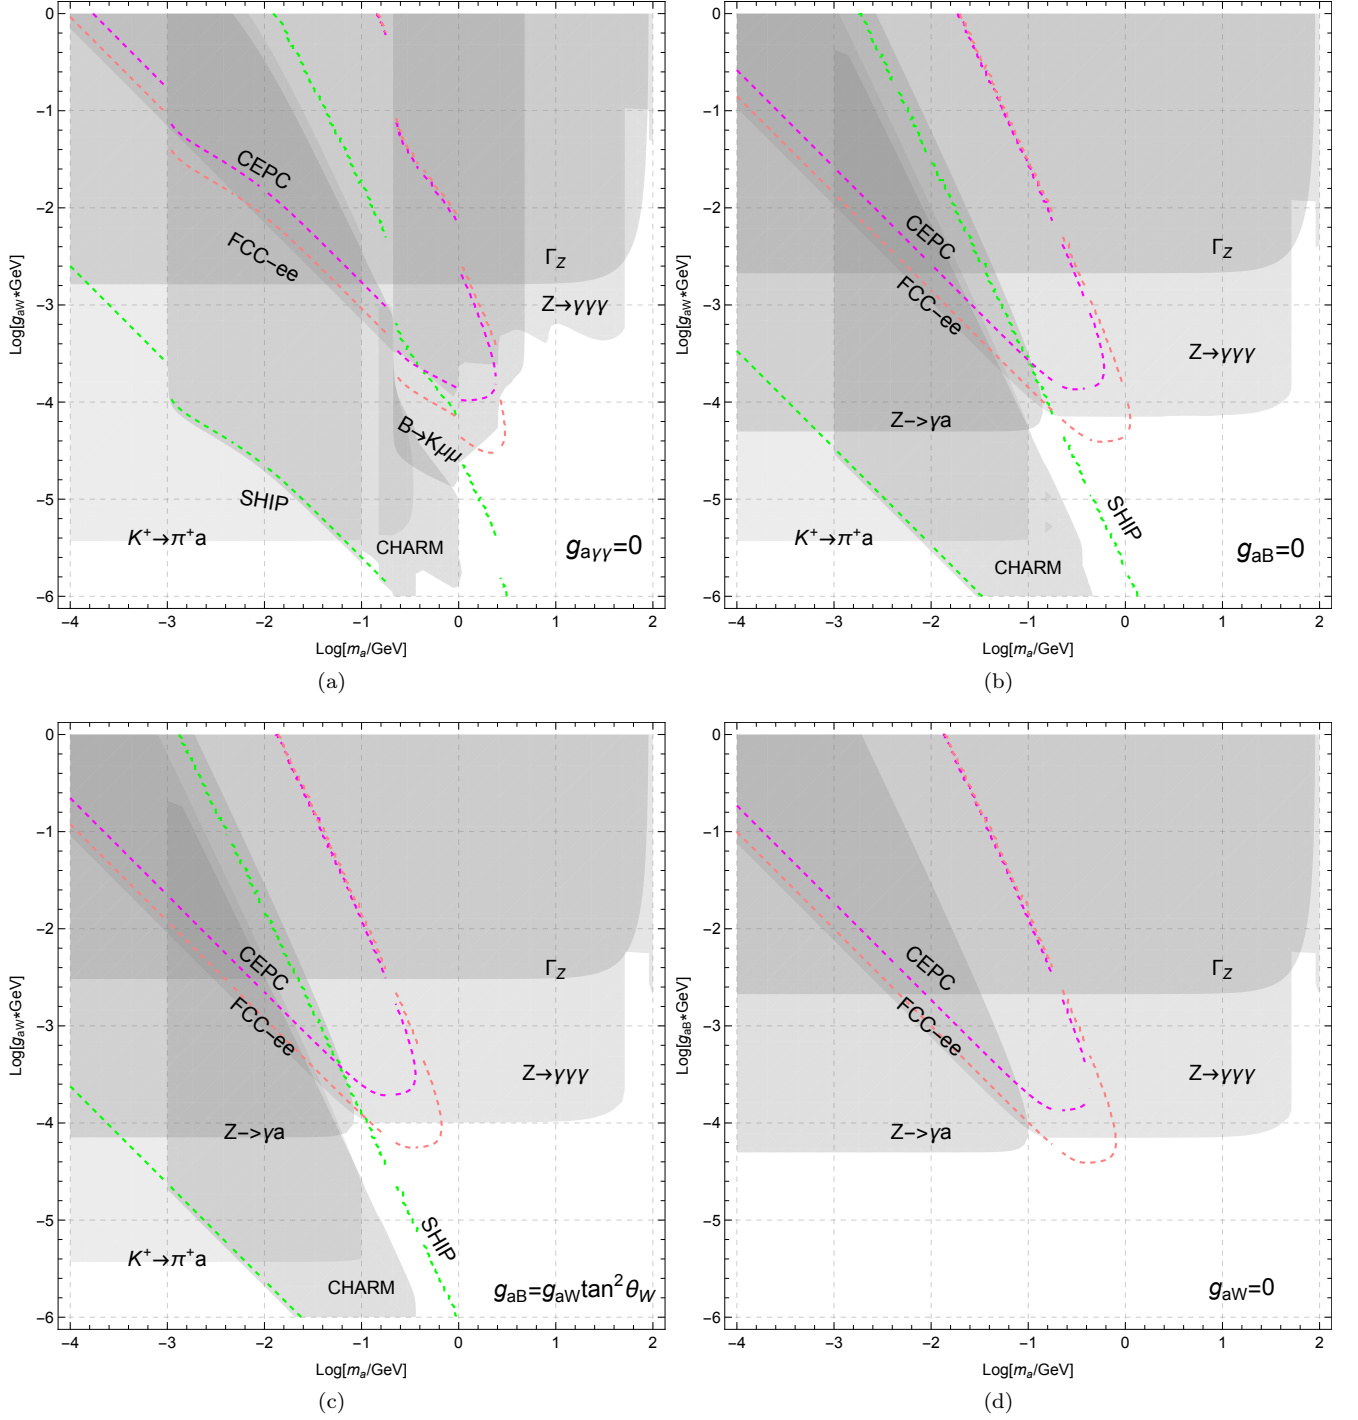 0
−1
−2
−3
−4
−5
−6
Log[g_aW*GeV]
CEPC
FCC−ee
Γ_Z
Z→γγγ
B→Kμμ
SHIP
K⁺→π⁺a
CHARM
g_aγγ=0
−4 −3 −2 −1 0 1 2
Log[m_a/GeV]
(a)
0
−1
−2
−3
−4
−5
−6
Log[g_aW*GeV]
CEPC
FCC−ee
Γ_Z
Z→γγγ
Z−>γa
SHIP
K⁺→π⁺a
CHARM
g_aB=0
−4 −3 −2 −1 0 1 2
Log[m_a/GeV]
(b)
0
−1
−2
−3
−4
−5
−6
Log[g_aW*GeV]
CEPC
FCC−ee
Γ_Z
Z→γγγ
Z−>γa
SHIP
K⁺→π⁺a
CHARM
g_aB=g_aW tan²θ_W
−4 −3 −2 −1 0 1 2
Log[m_a/GeV]
(c)
0
−1
−2
−3
−4
−5
−6
Log[g_aB*GeV]
CEPC
FCC−ee
Γ_Z
Z→γγγ
Z−>γa
g_aW=0
−4 −3 −2 −1 0 1 2
Log[m_a/GeV]
(d)